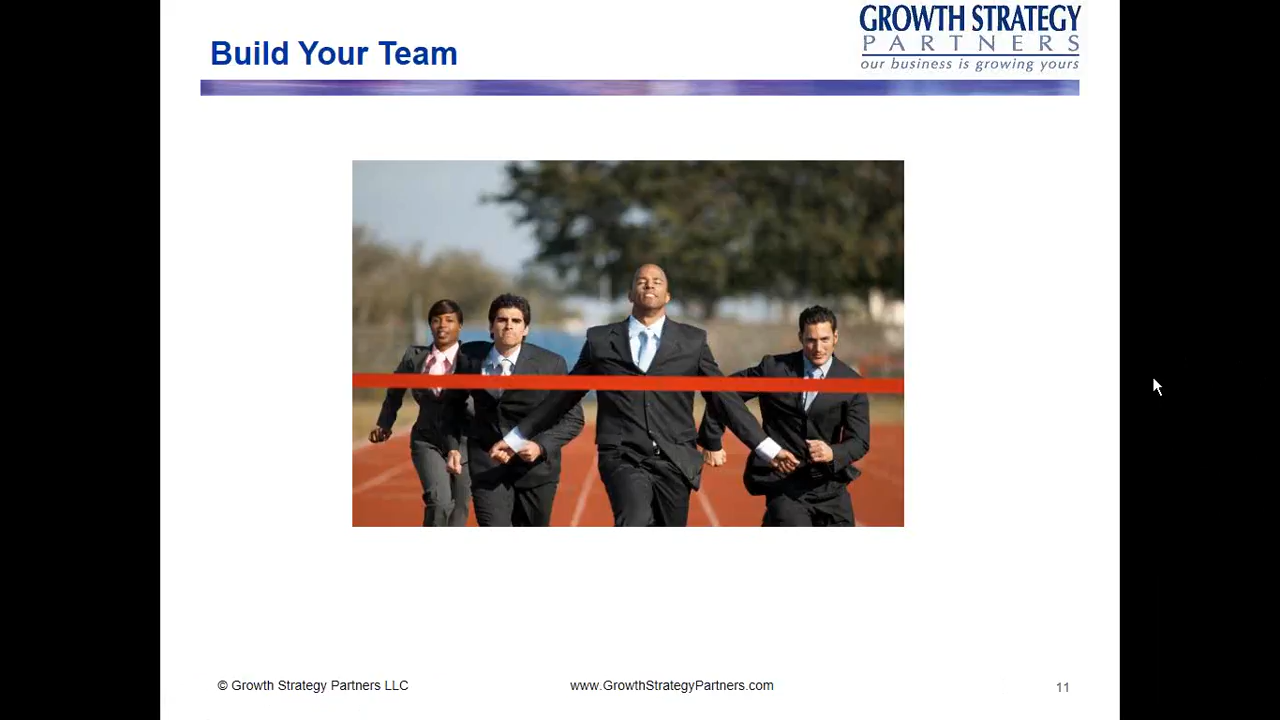 Build Your Team
GROWTH STRATEGY
PARTNERS
our business is growing yours
© Growth Strategy Partners LLC
www.GrowthStrategyPartners.com
11